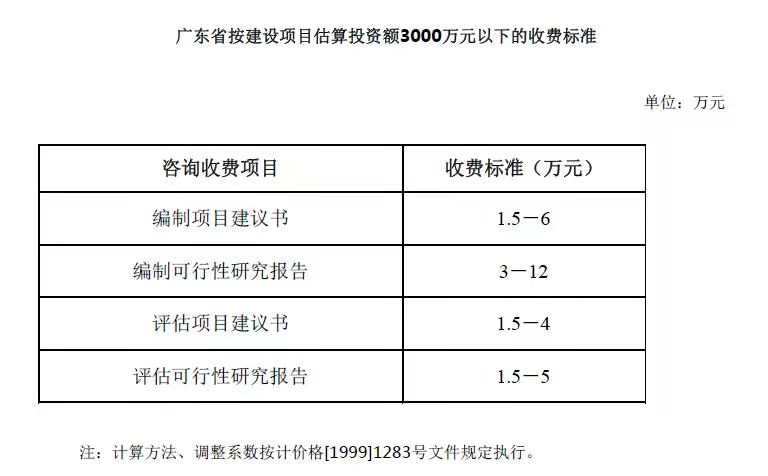 广东省按建设项目估算投资额3000万元以下的收费标准
单位：万元
咨询收费项目 收费标准（万元）
编制项目建议书 1.5－6
编制可行性研究报告 3－12
评估项目建议书 1.5－4
评估可行性研究报告 1.5－5
注：计算方法、调整系数按计价格[1999]1283号文件规定执行。